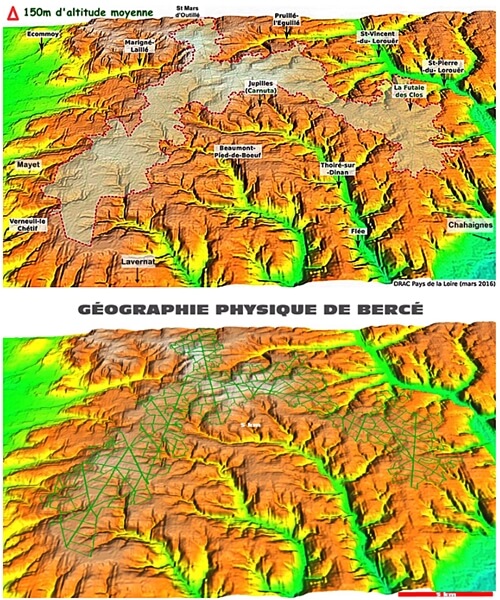 150m d'altitude moyenne
St Mars
d'Outillé
Pruillé-
l'Eguillé
Ecommoy
Marigné-
Laillé
St-Vincent
-du- Lorouër
St-Pierre
-du- Lorouër
Jupilles
(Carnuta)
La Futaie
des Clos
Beaumont-
Pied-de-Boeuf
Mayet
Thoiré-sur
-Dinan
Verneuil-le
Chétif
Flée
Chahaignes
Lavernat
DRAC Pays de la Loire (mars 2016)
GÉOGRAPHIE PHYSIQUE DE BERCÉ
km